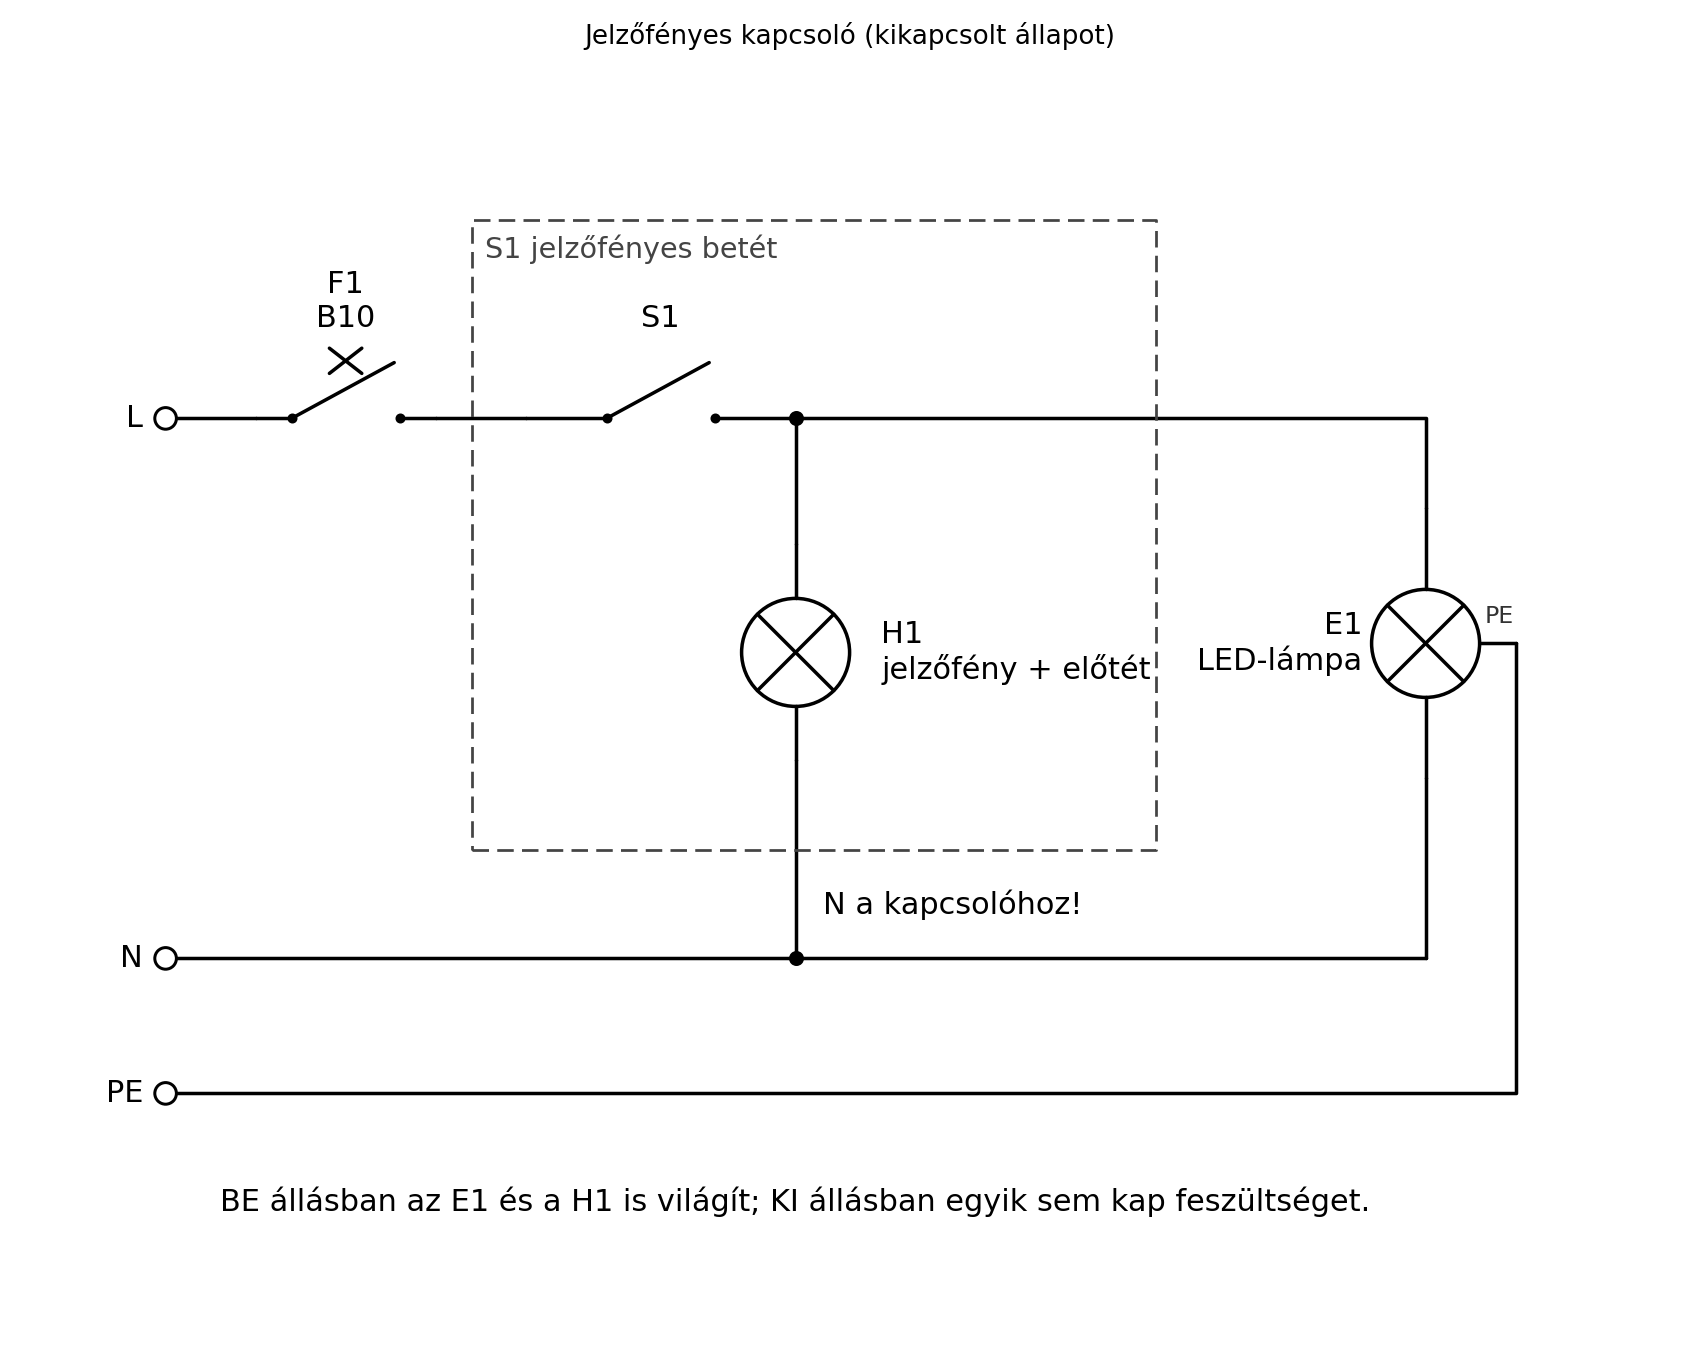 Jelzőfényes kapcsoló (kikapcsolt állapot)
S1 jelzőfényes betét
F1
B10
S1
L
H1
jelzőfény + előtét
E1
LED-lámpa
PE
N a kapcsolóhoz!
N
PE
BE állásban az E1 és a H1 is világít; KI állásban egyik sem kap feszültséget.